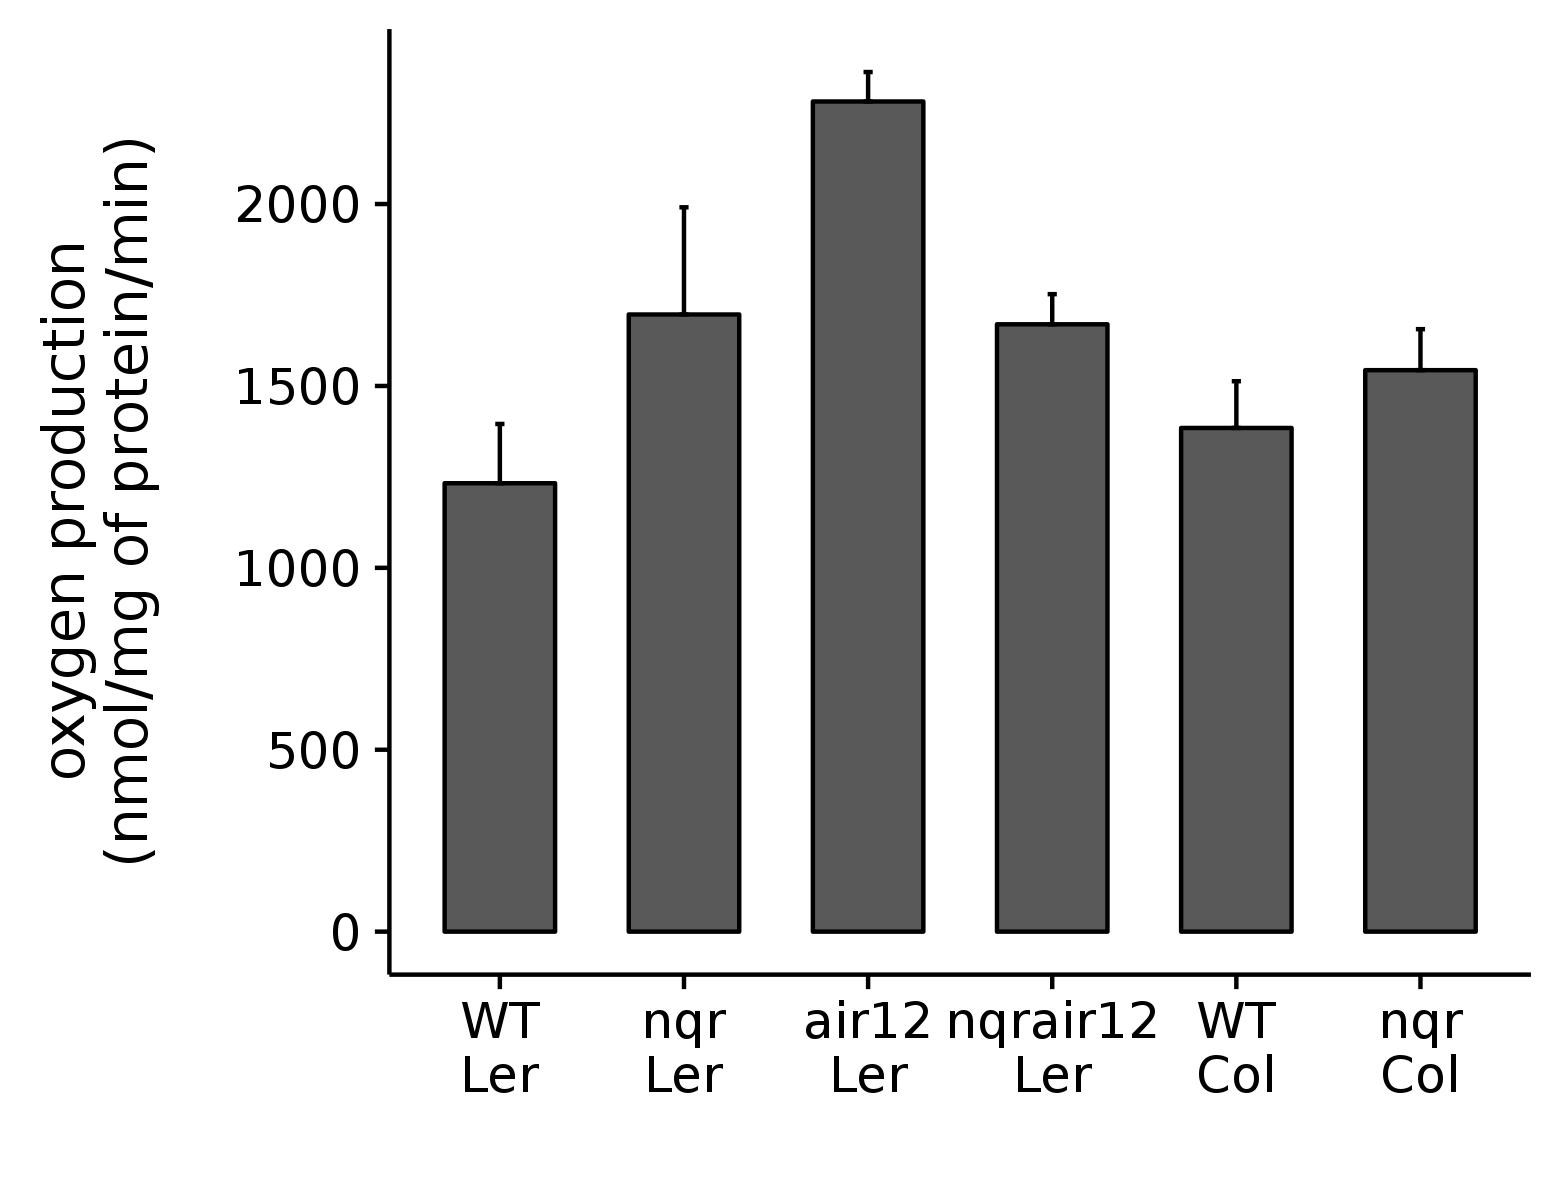 oxygen production
(nmol/mg of protein/min)
2000
1500
1000
500
0
WT nqr air12 nqrair12 WT nqr
Ler Ler Ler Ler Col Col